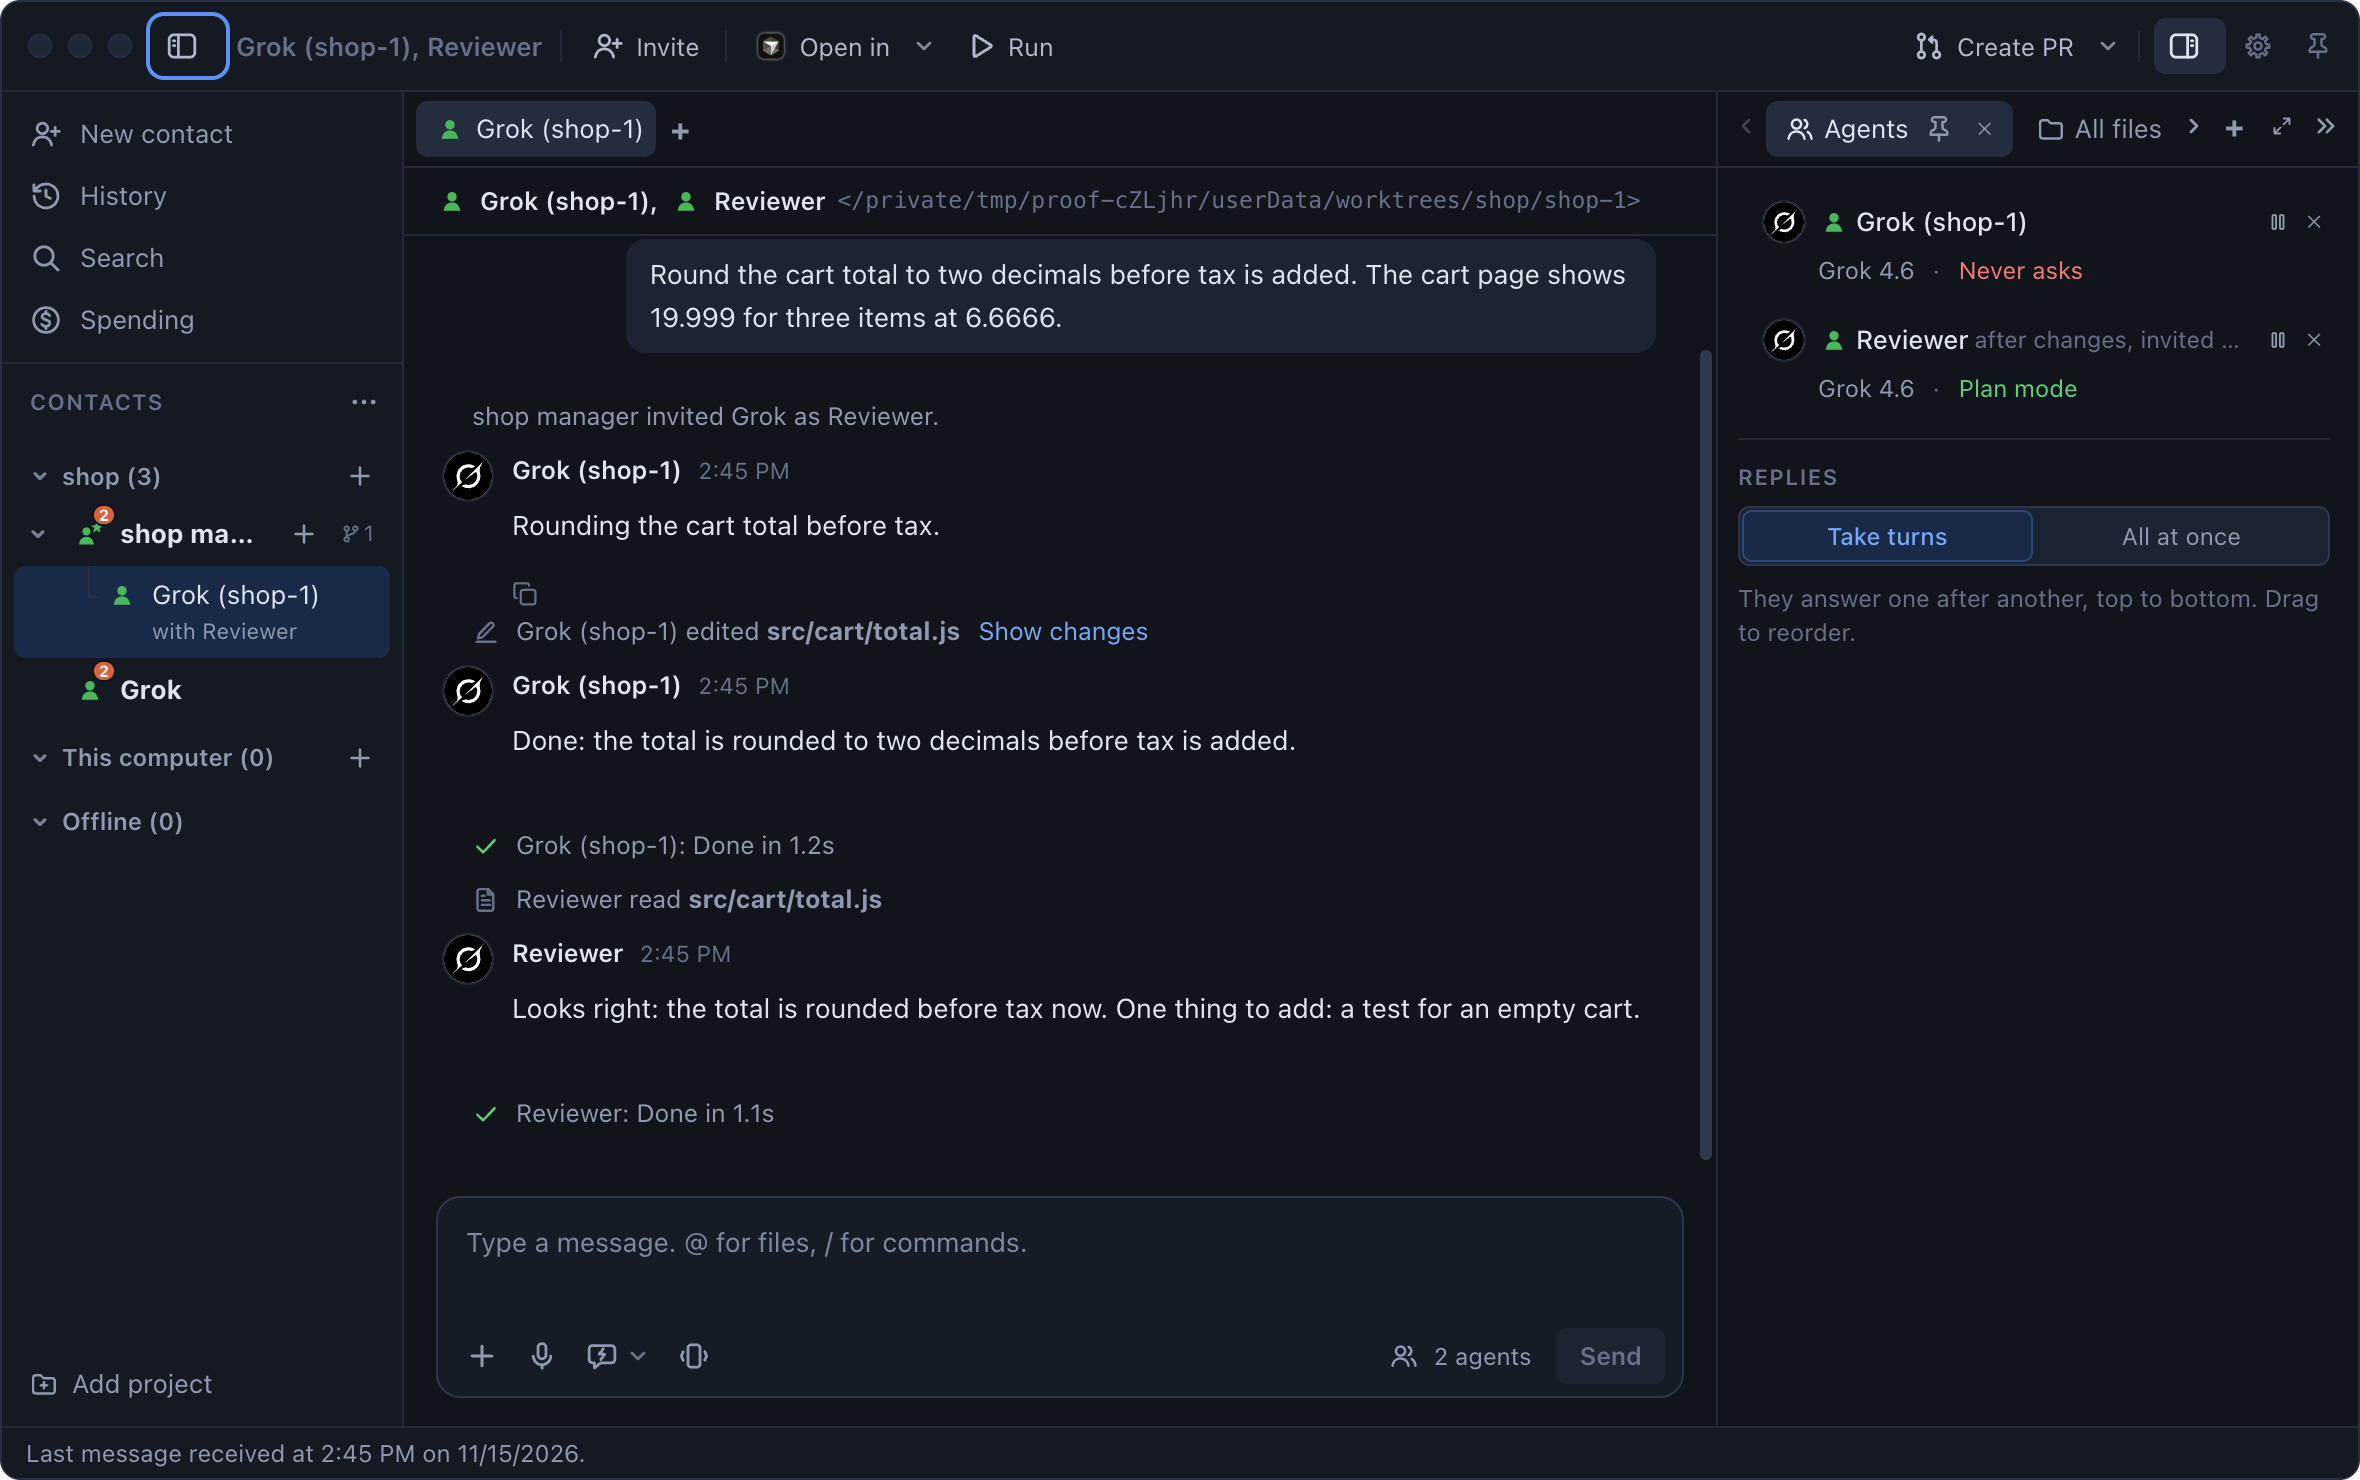 Grok (shop-1), Reviewer
Invite
Open in
Run
Create PR
New contact
History
Search
Spending
CONTACTS
shop (3)
2
shop ma...
1
Grok (shop-1)
with Reviewer
2
Grok
This computer (0)
Offline (0)
Add project
Grok (shop-1)
Grok (shop-1), Reviewer </private/tmp/proof-cZLjhr/userData/worktrees/shop/shop-1>
Round the cart total to two decimals before tax is added. The cart page shows
19.999 for three items at 6.6666.
shop manager invited Grok as Reviewer.
Grok (shop-1) 2:45 PM
Rounding the cart total before tax.
Grok (shop-1) edited src/cart/total.js Show changes
Grok (shop-1) 2:45 PM
Done: the total is rounded to two decimals before tax is added.
Grok (shop-1): Done in 1.2s
Reviewer read src/cart/total.js
Reviewer 2:45 PM
Looks right: the total is rounded before tax now. One thing to add: a test for an empty cart.
Reviewer: Done in 1.1s
Type a message. @ for files, / for commands.
2 agents
Send
Agents
All files
Grok (shop-1)
Grok 4.6 · Never asks
Reviewer after changes, invited ...
Grok 4.6 · Plan mode
REPLIES
Take turns
All at once
They answer one after another, top to bottom. Drag
to reorder.
Last message received at 2:45 PM on 11/15/2026.